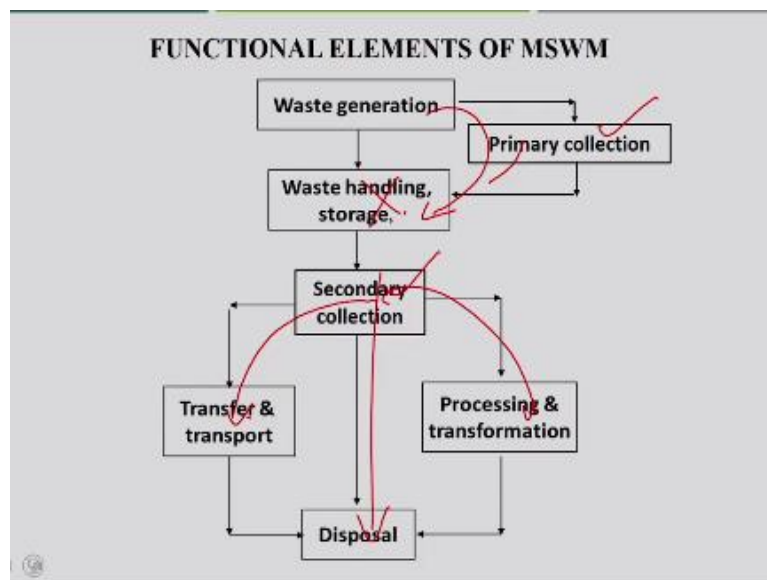 FUNCTIONAL ELEMENTS OF MSWM
Waste generation
Primary collection
Waste handling,
storage,
Secondary
collection
Transfer &
transport
Processing &
transformation
Disposal